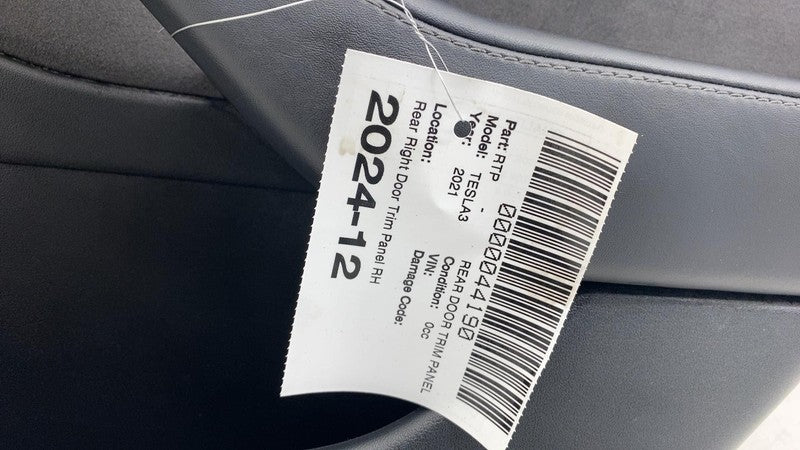 0000044190
Part: RTP REAR DOOR TRIM PANEL
Model: TESLA3 Condition: 0cc
Year: 2021 VIN:
Location: Damage Code:
Rear Right Door Trim Panel RH
2024-12